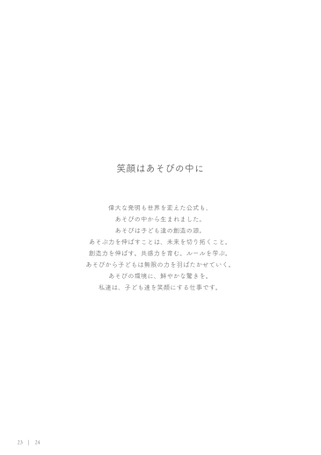 笑顔はあそびの中に
偉大な発明も世界を変えた公式も、
あそびの中から生まれました。
あそびは子ども達の創造の源。
あそぶ力を伸ばすことは、未来を切り拓くこと。
創造力を伸ばす。共感力を育む。ルールを学ぶ。
あそびから子どもは無限の力を羽ばたかせていく。
あそびの環境に、鮮やかな驚きを。
私達は、子ども達を笑顔にする仕事です。
23 | 24